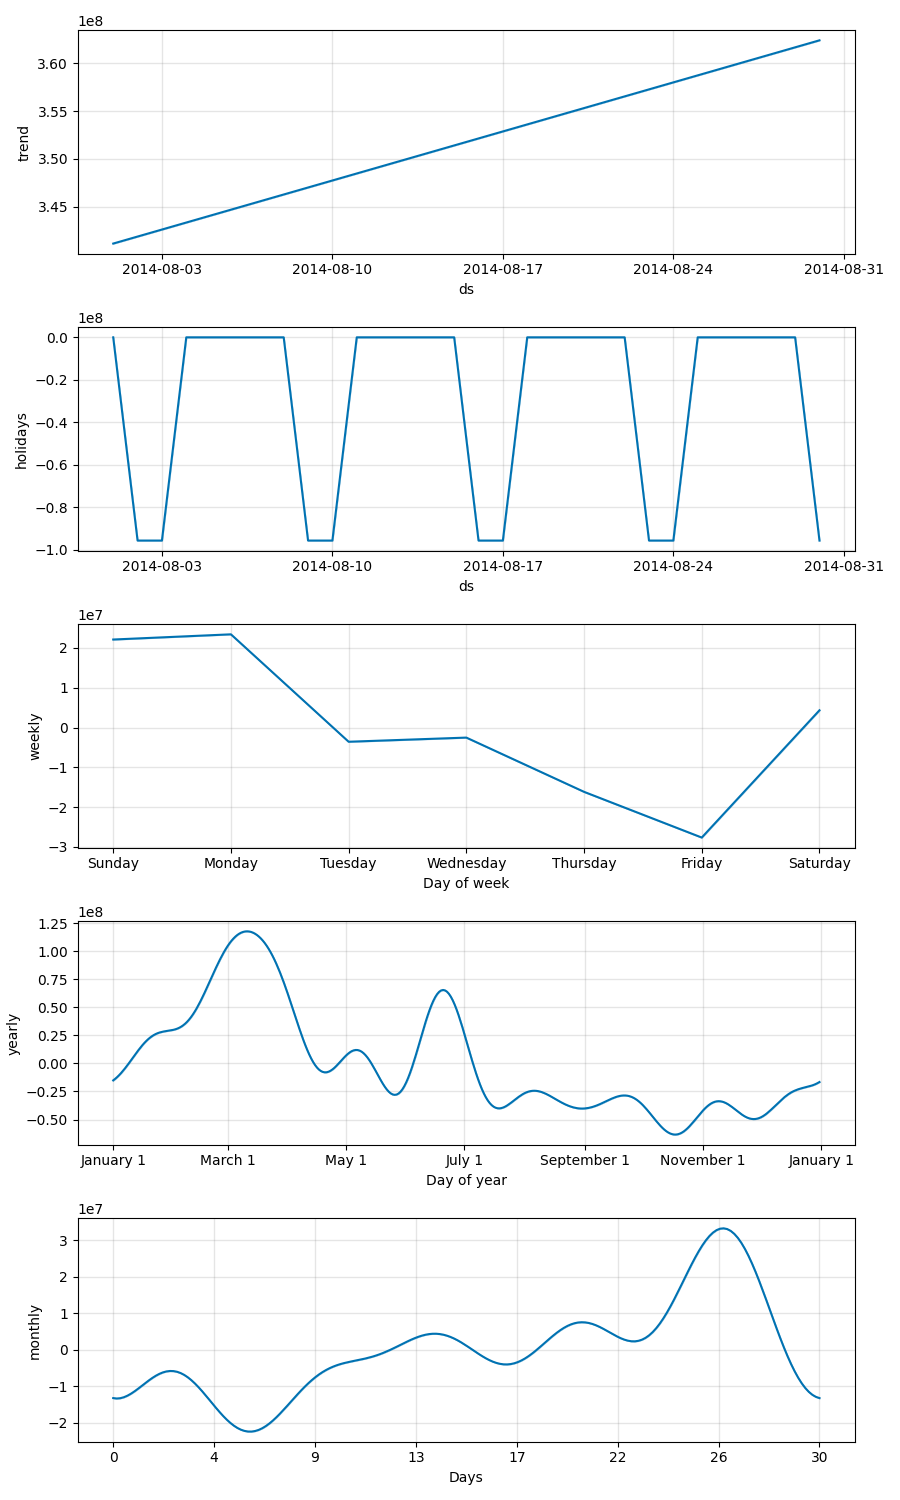 1e8
trend
3.60
3.55
3.50
3.45
2014-08-03 2014-08-10 2014-08-17 2014-08-24 2014-08-31
ds
1e8
holidays
0.0
−0.2
−0.4
−0.6
−0.8
−1.0
2014-08-03 2014-08-10 2014-08-17 2014-08-24 2014-08-31
ds
1e7
weekly
2
1
0
−1
−2
−3
Sunday Monday Tuesday Wednesday Thursday Friday Saturday
Day of week
1e8
yearly
1.25
1.00
0.75
0.50
0.25
0.00
−0.25
−0.50
January 1 March 1 May 1 July 1 September 1 November 1 January 1
Day of year
1e7
monthly
3
2
1
0
−1
−2
0 4 9 13 17 22 26 30
Days